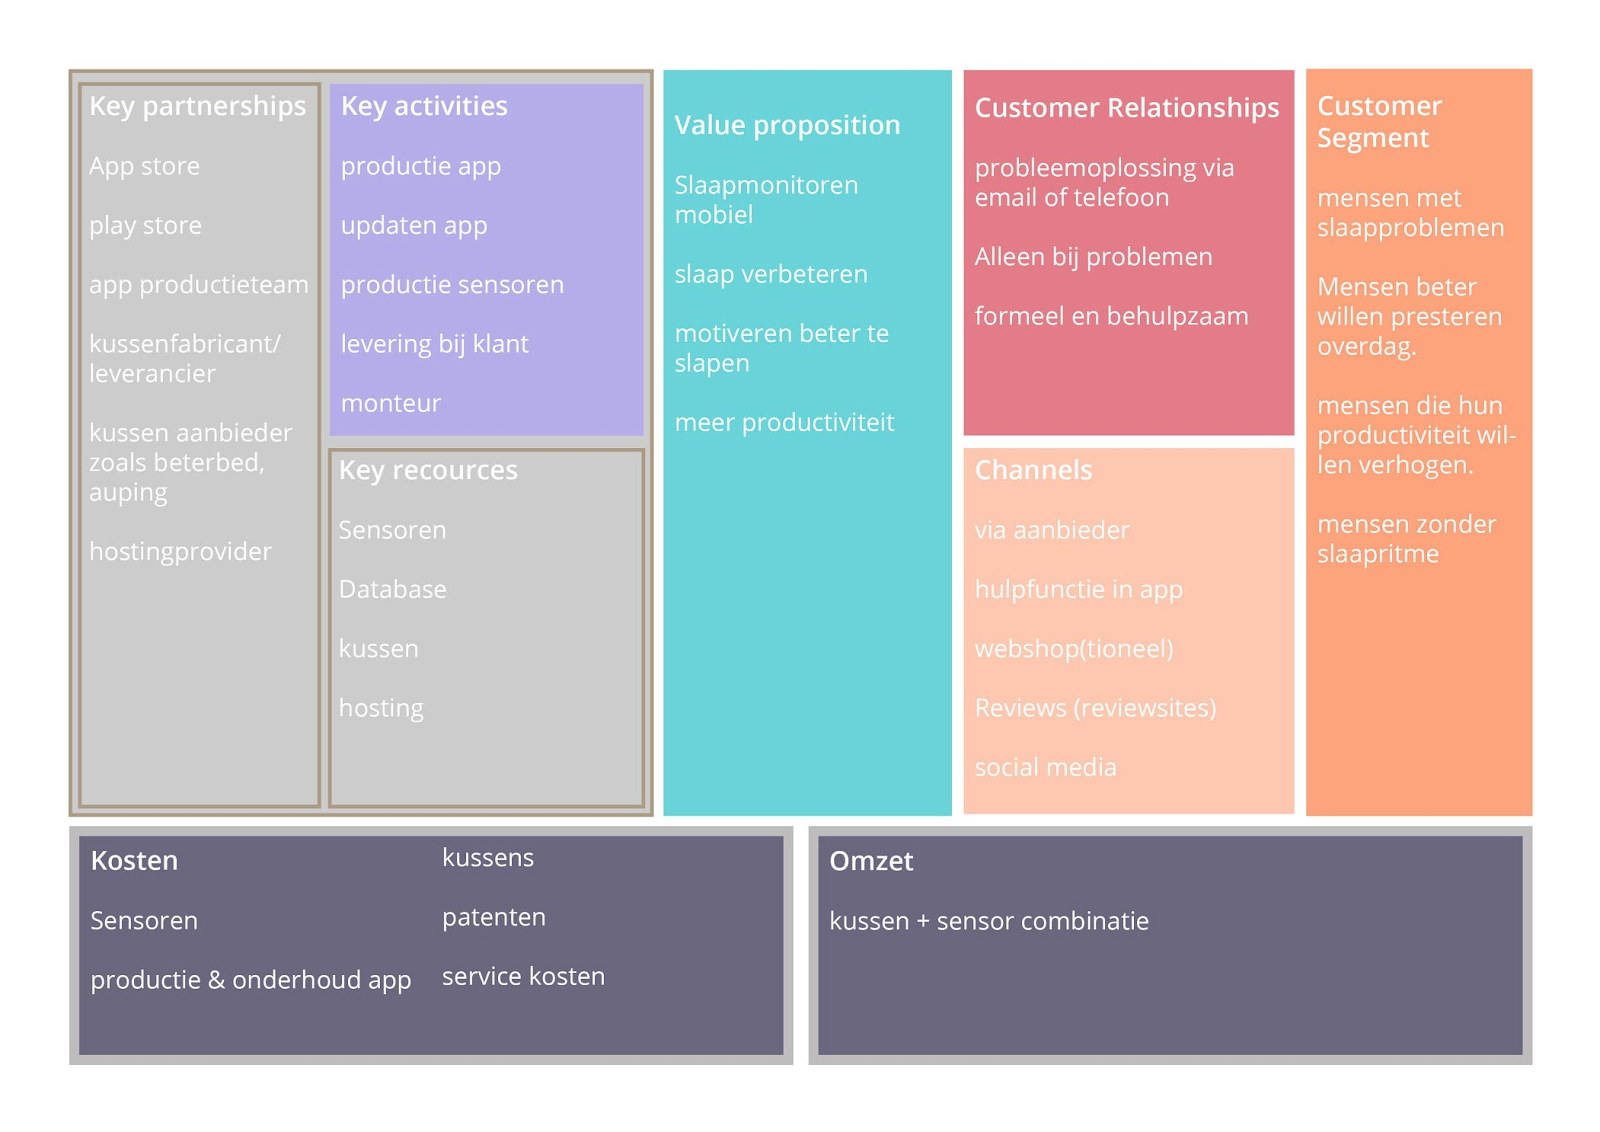 Key partnerships
App store
play store
app productieteam
kussenfabricant/
leverancier
kussen aanbieder
zoals beterbed,
auping
hostingprovider
Key activities
productie app
updaten app
productie sensoren
levering bij klant
monteur
Key recources
Sensoren
Database
kussen
hosting
Value proposition
Slaapmonitoren
mobiel
slaap verbeteren
motiveren beter te
slapen
meer productiviteit
Customer Relationships
probleemoplossing via
email of telefoon
Alleen bij problemen
formeel en behulpzaam
Channels
via aanbieder
hulpfunctie in app
webshop(tioneel)
Reviews (reviewsites)
social media
Customer
Segment
mensen met
slaapproblemen
Mensen beter
willen presteren
overdag.
mensen die hun
productiviteit wil-
len verhogen.
mensen zonder
slaapritme
Kosten
Sensoren
productie & onderhoud app
kussens
patenten
service kosten
Omzet
kussen + sensor combinatie